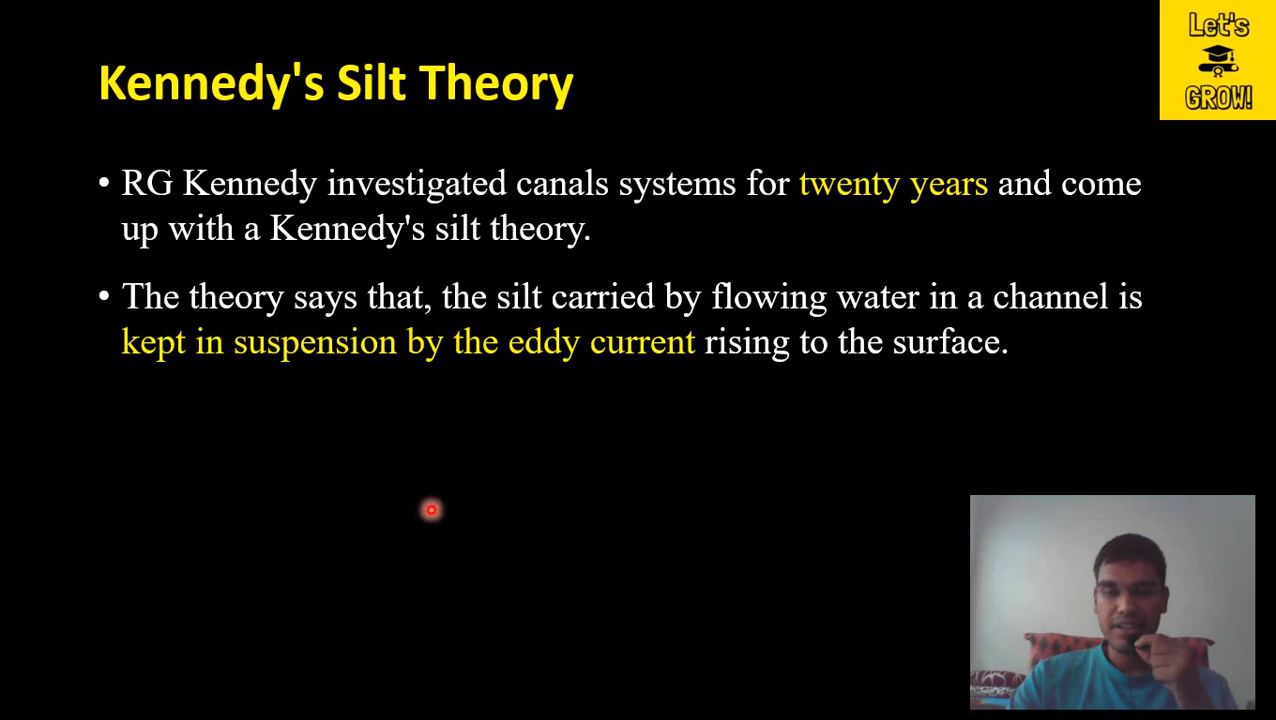 Let's
GROW!
Kennedy's Silt Theory
• RG Kennedy investigated canals systems for twenty years and come
up with a Kennedy's silt theory.
• The theory says that, the silt carried by flowing water in a channel is
kept in suspension by the eddy current rising to the surface.